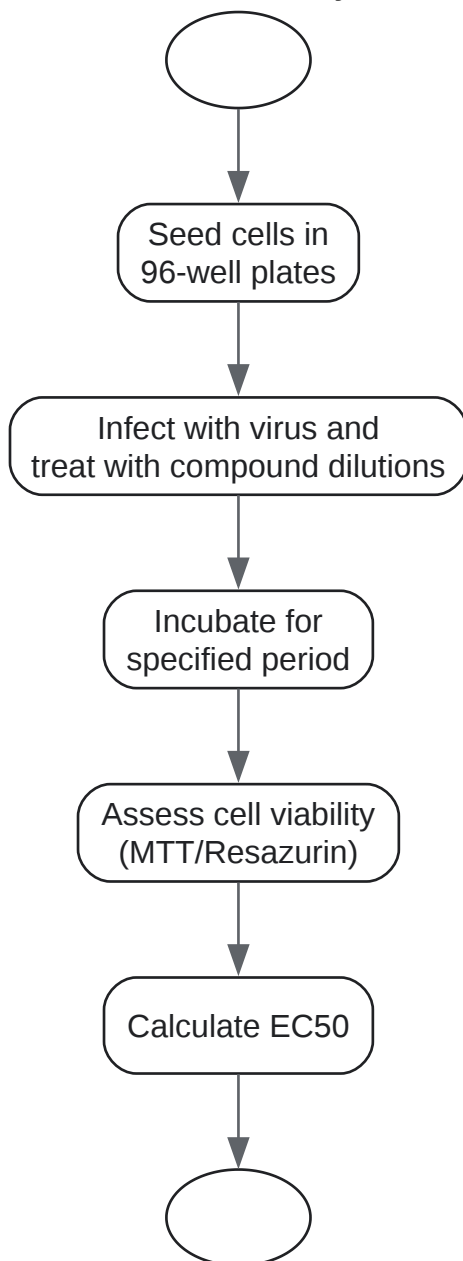 Seed cells in
96-well plates
Infect with virus and
treat with compound dilutions
Incubate for
specified period
Assess cell viability
(MTT/Resazurin)
Calculate EC50